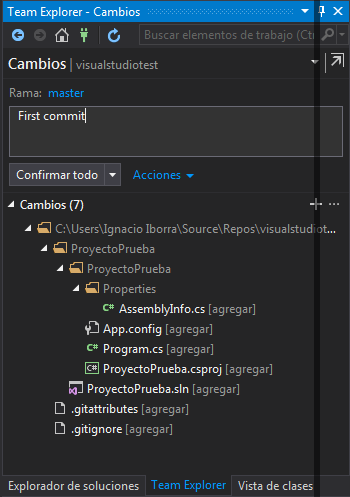 Team Explorer - Cambios
Buscar elementos de trabajo (Ct
Cambios | visualstudiotest
Rama: master
First commit
Confirmar todo Acciones
Cambios (7)
C:\Users\Ignacio Iborra\Source\Repos\visualstudiot...
ProyectoPrueba
ProyectoPrueba
Properties
C# AssemblyInfo.cs [agregar]
App.config [agregar]
C# Program.cs [agregar]
C# ProyectoPrueba.csproj [agregar]
ProyectoPrueba.sln [agregar]
.gitattributes [agregar]
.gitignore [agregar]
Explorador de soluciones Team Explorer Vista de clases